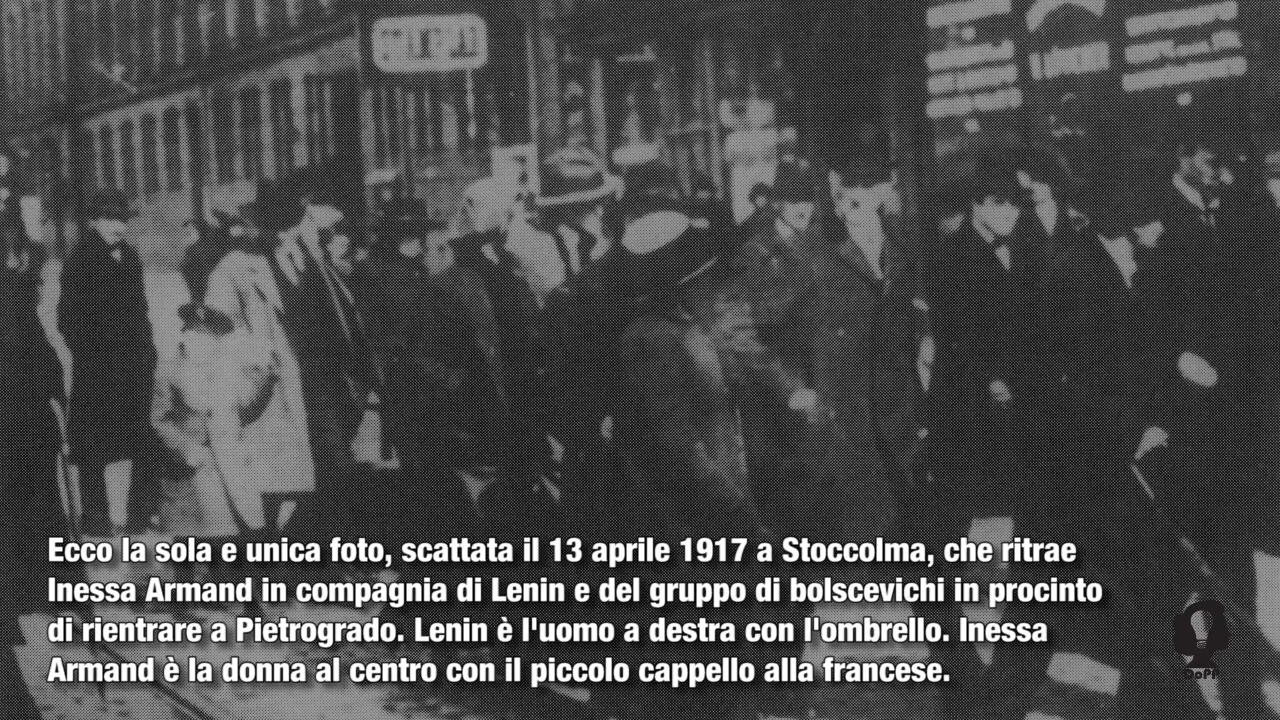 Ecco la sola e unica foto, scattata il 13 aprile 1917 a Stoccolma, che ritrae
Inessa Armand in compagnia di Lenin e del gruppo di bolscevichi in procinto
di rientrare a Pietrogrado. Lenin è l'uomo a destra con l'ombrello. Inessa
Armand è la donna al centro con il piccolo cappello alla francese.